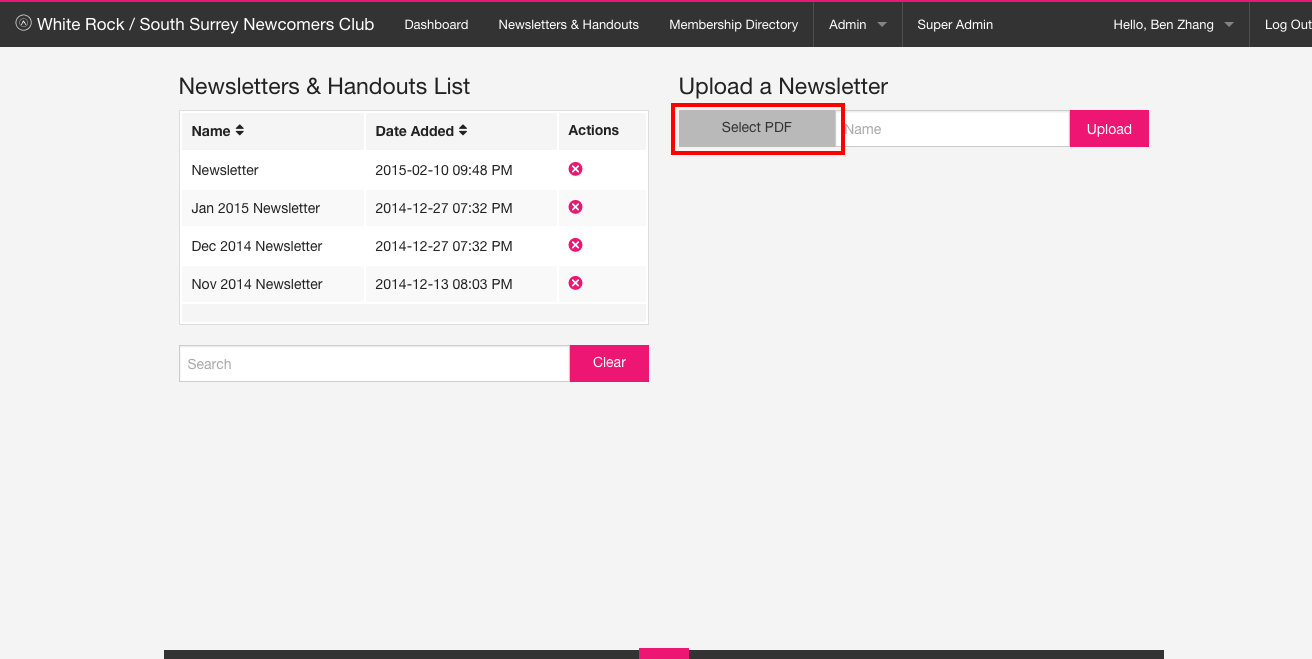 White Rock / South Surrey Newcomers Club Dashboard Newsletters & Handouts Membership Directory Admin Super Admin Hello, Ben Zhang Log Out
Newsletters & Handouts List
Name Date Added Actions
Newsletter 2015-02-10 09:48 PM
Jan 2015 Newsletter 2014-12-27 07:32 PM
Dec 2014 Newsletter 2014-12-27 07:32 PM
Nov 2014 Newsletter 2014-12-13 08:03 PM
Search Clear
Upload a Newsletter
Select PDF Name Upload